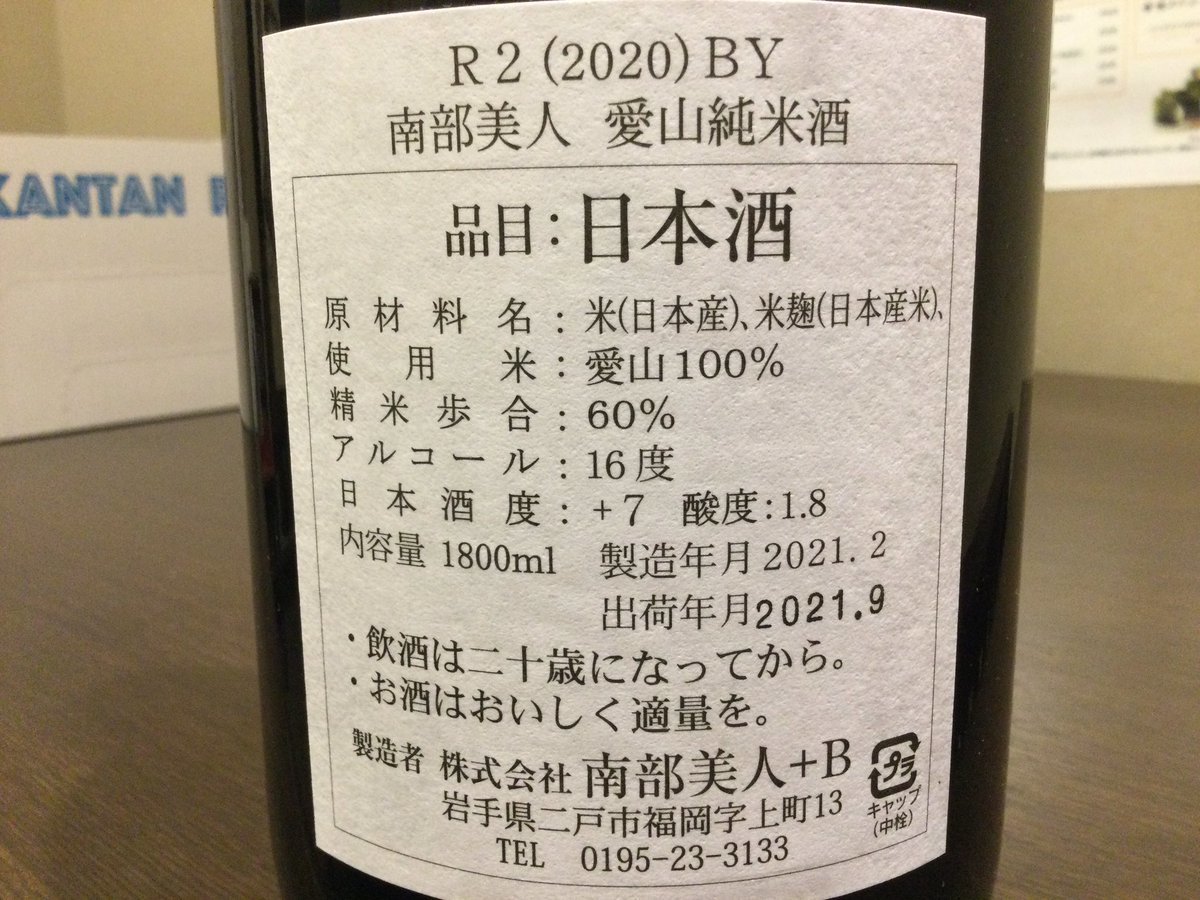 R2(2020)BY
南部美人 愛山純米酒
品目:日本酒
原材料名:米(日本産)、米麹(日本産米)、
使用米:愛山100%
精米歩合:60%
アルコール:16度
日本酒度:+7 酸度:1.8
内容量 1800ml 製造年月 2021. 2
出荷年月2021.9
・飲酒は二十歳になってから。
・お酒はおいしく適量を。
製造者 株式会社 南部美人+B
岩手県二戸市福岡字上町13
TEL 0195-23-3133
プラ
キャップ
(中栓)
KANTAN